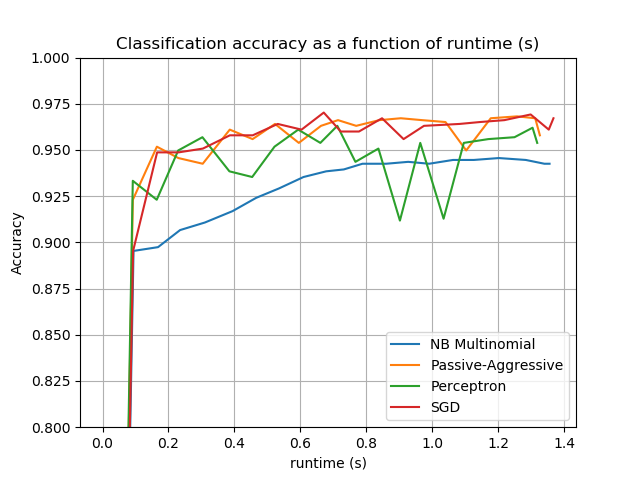 Classification accuracy as a function of runtime (s)
1.000
0.975
0.950
0.925
0.900
0.875
0.850
0.825
0.800
Accuracy
NB Multinomial
Passive-Aggressive
Perceptron
SGD
0.0 0.2 0.4 0.6 0.8 1.0 1.2 1.4
runtime (s)